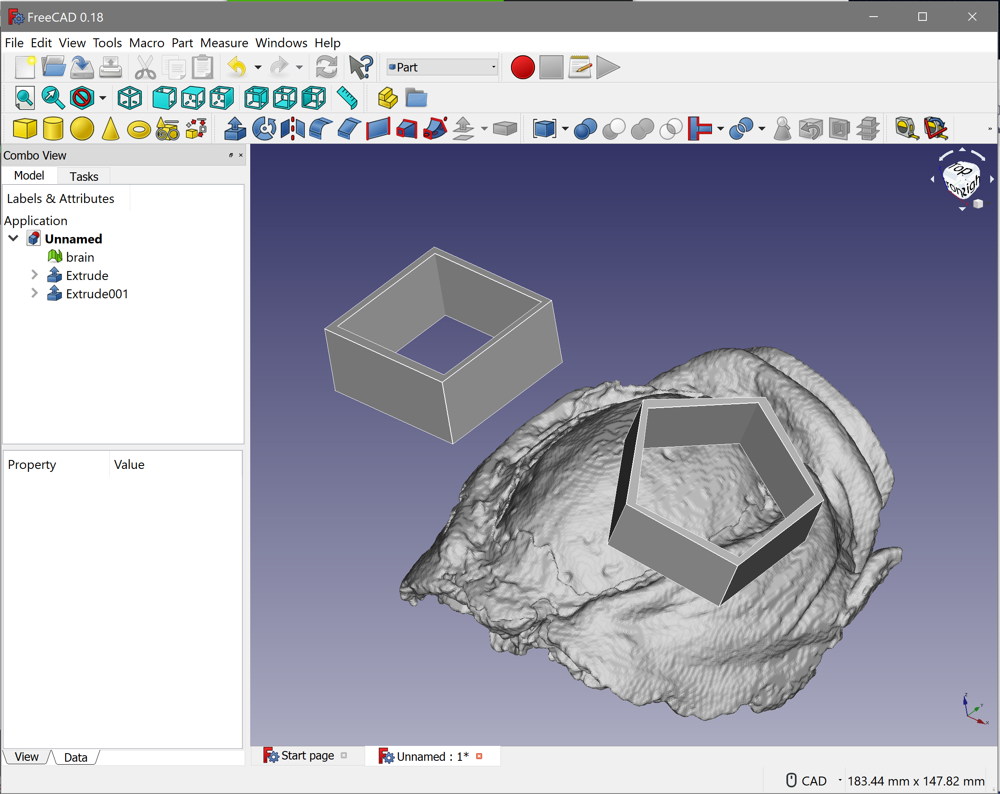 FreeCAD 0.18
File Edit View Tools Macro Part Measure Windows Help
Part
»
Combo View
Model Tasks
Labels & Attributes
Application
Unnamed
brain
Extrude
Extrude001
Property Value
Top
z
Y
x
View Data
Start page Unnamed : 1*
CAD 183.44 mm x 147.82 mm